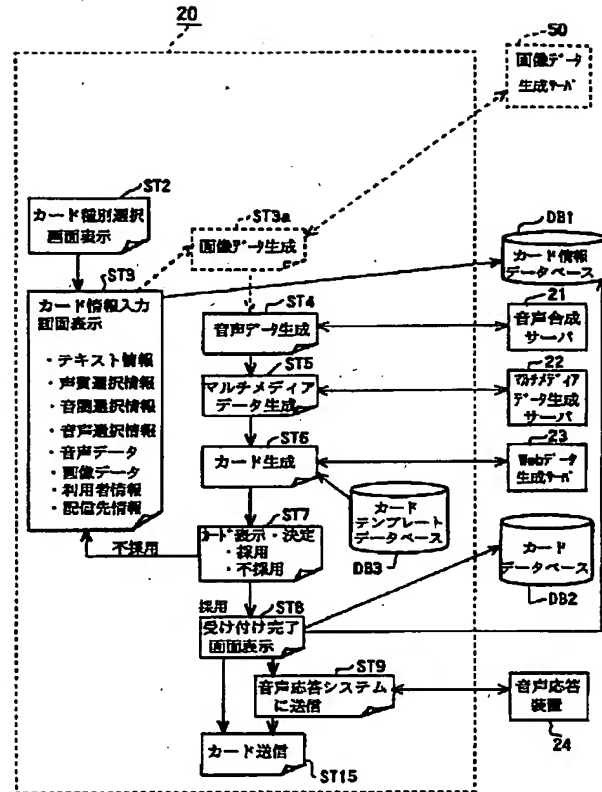 20
50
画像データ
生成サーバ
ST2
カード種別選択
画面表示
ST3a
画像データ生成
DB1
カード情報
データベース
ST3
カード情報入力
画面表示
・テキスト情報
・声質選択情報
・音調選択情報
・音声選択情報
・音声データ
・画像データ
・利用者情報
・配信先情報
ST4
音声データ生成
21
音声合成
サーバ
ST5
マルチメディア
データ生成
22
マルチメディア
データ生成
サーバ
ST6
カード生成
23
Webデータ
生成サーバ
ST7
カード表示・決定
・採用
・不採用
不採用
カード
テンプレート
データベース
DB3
カード
データベース
DB2
採用
ST8
受け付け完了
画面表示
ST9
音声応答システム
に送信
音声応答
装置
24
カード送信
ST15